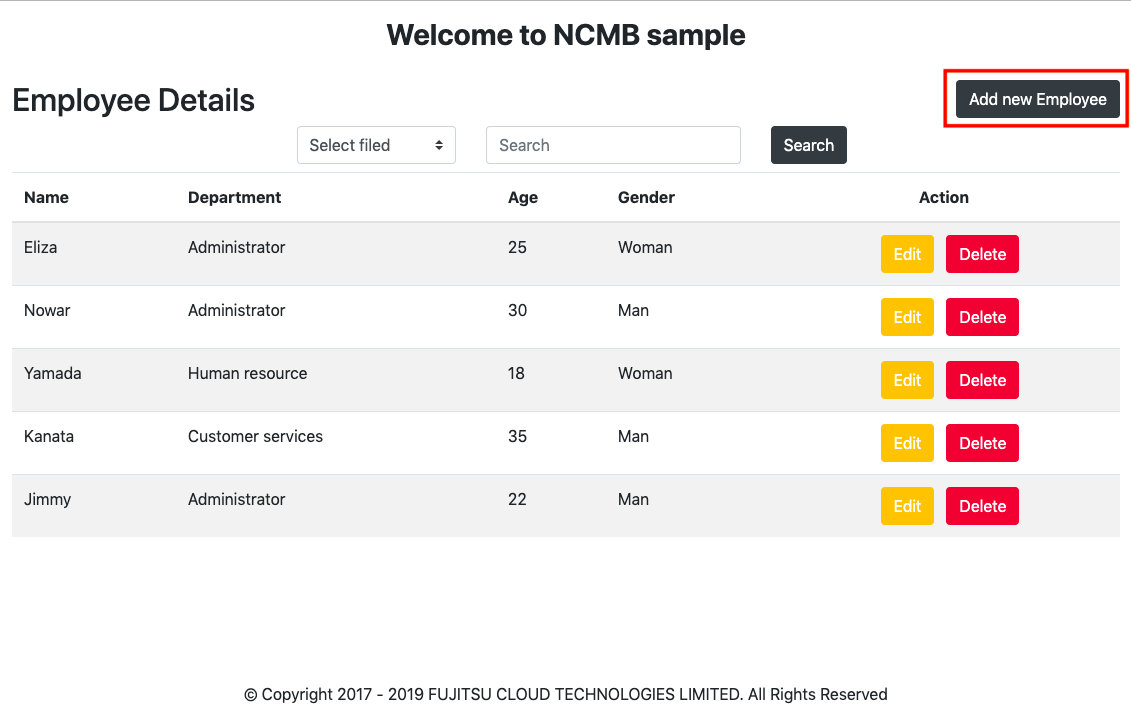 Welcome to NCMB sample
Employee Details
Add new Employee
Select filed Search Search
Name Department Age Gender Action
Eliza Administrator 25 Woman Edit Delete
Nowar Administrator 30 Man Edit Delete
Yamada Human resource 18 Woman Edit Delete
Kanata Customer services 35 Man Edit Delete
Jimmy Administrator 22 Man Edit Delete
© Copyright 2017 - 2019 FUJITSU CLOUD TECHNOLOGIES LIMITED. All Rights Reserved